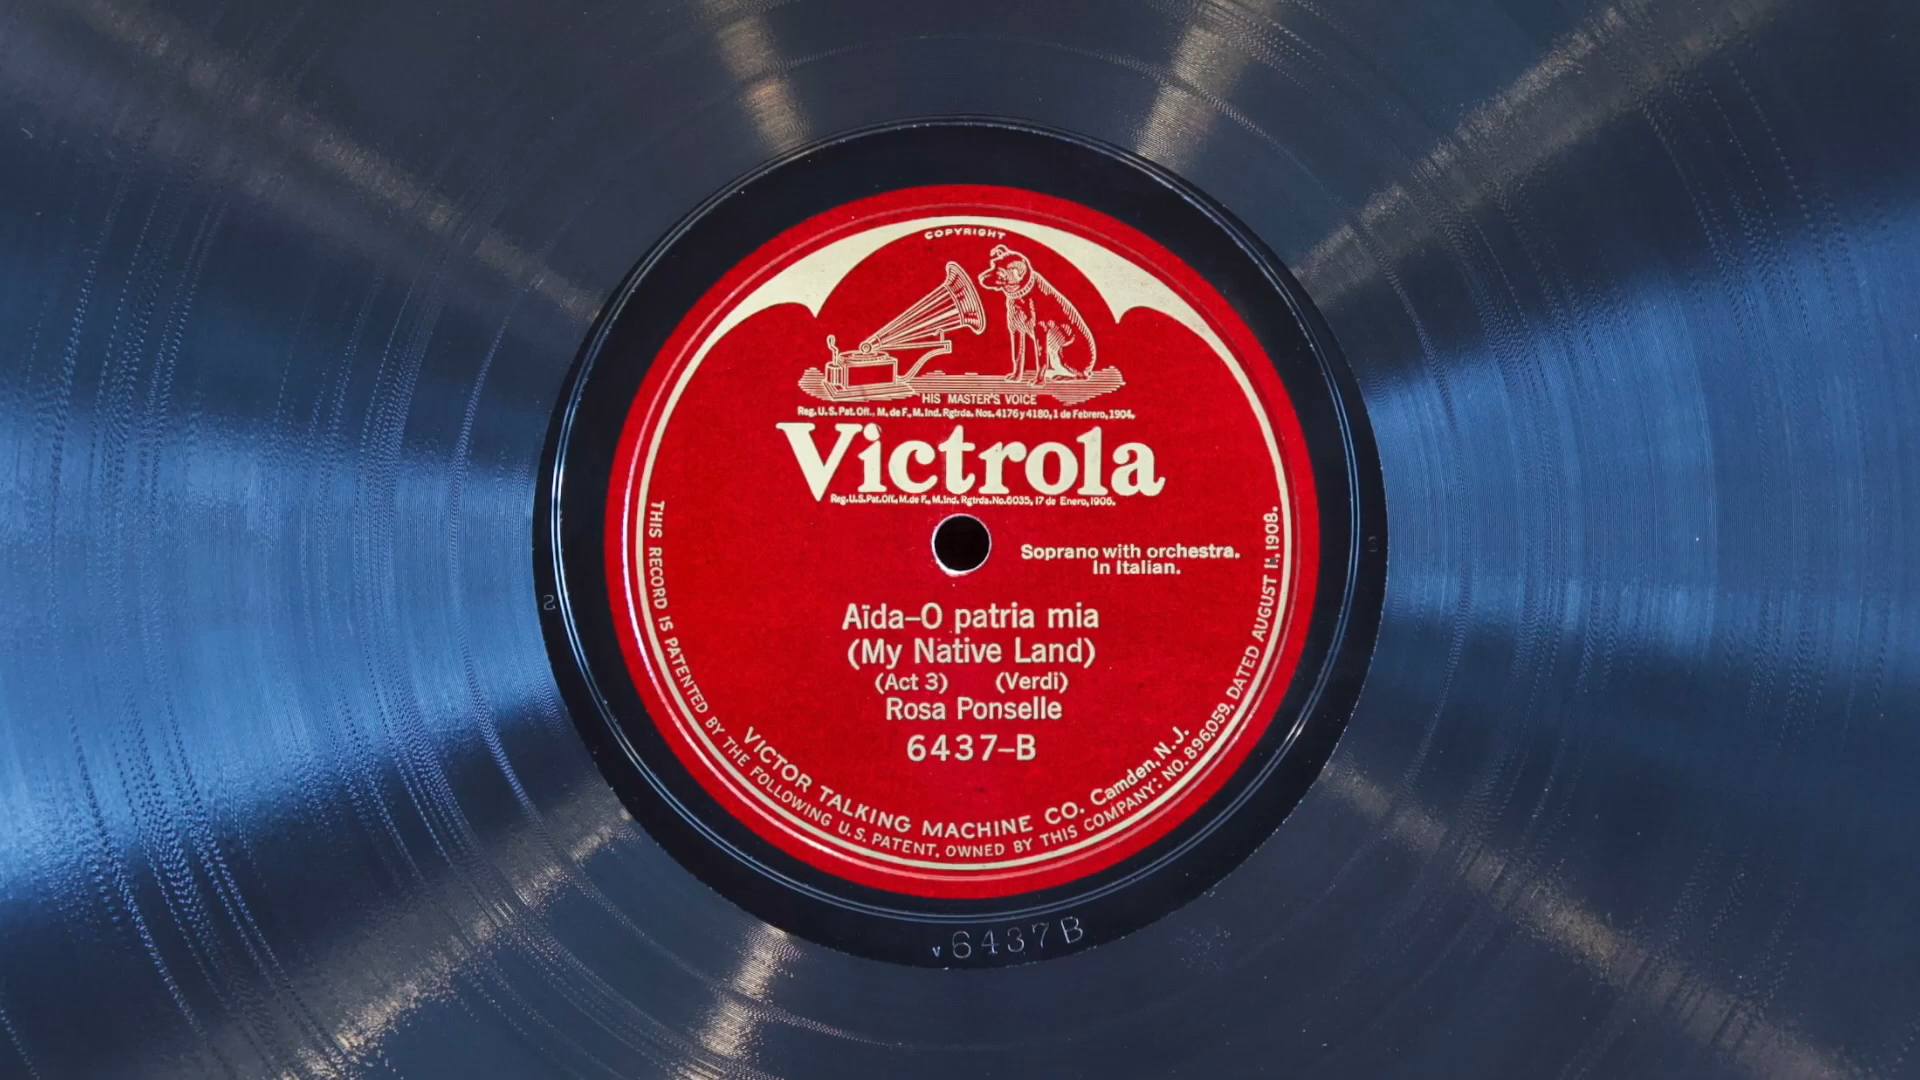 COPYRIGHT
HIS MASTER'S VOICE
Reg. U.S. Pat. Off., M. de F., M. Ind. Rgtrda. Nos. 4176 y 4180, 1 de Febrero, 1904.
Victrola
Reg. U.S. Pat. Off., M. de F., M. Ind. Rgtrda. No. 6035, 17 de Enero, 1906.
Soprano with orchestra.
In Italian.
Aïda–O patria mia
(My Native Land)
(Act 3) (Verdi)
Rosa Ponselle
6437–B
VICTOR TALKING MACHINE CO. Camden, N.J.
THIS RECORD IS PATENTED BY THE FOLLOWING U.S. PATENT, OWNED BY THIS COMPANY: NO. 896,059, DATED AUGUST 11, 1908.
2
v 6437 B